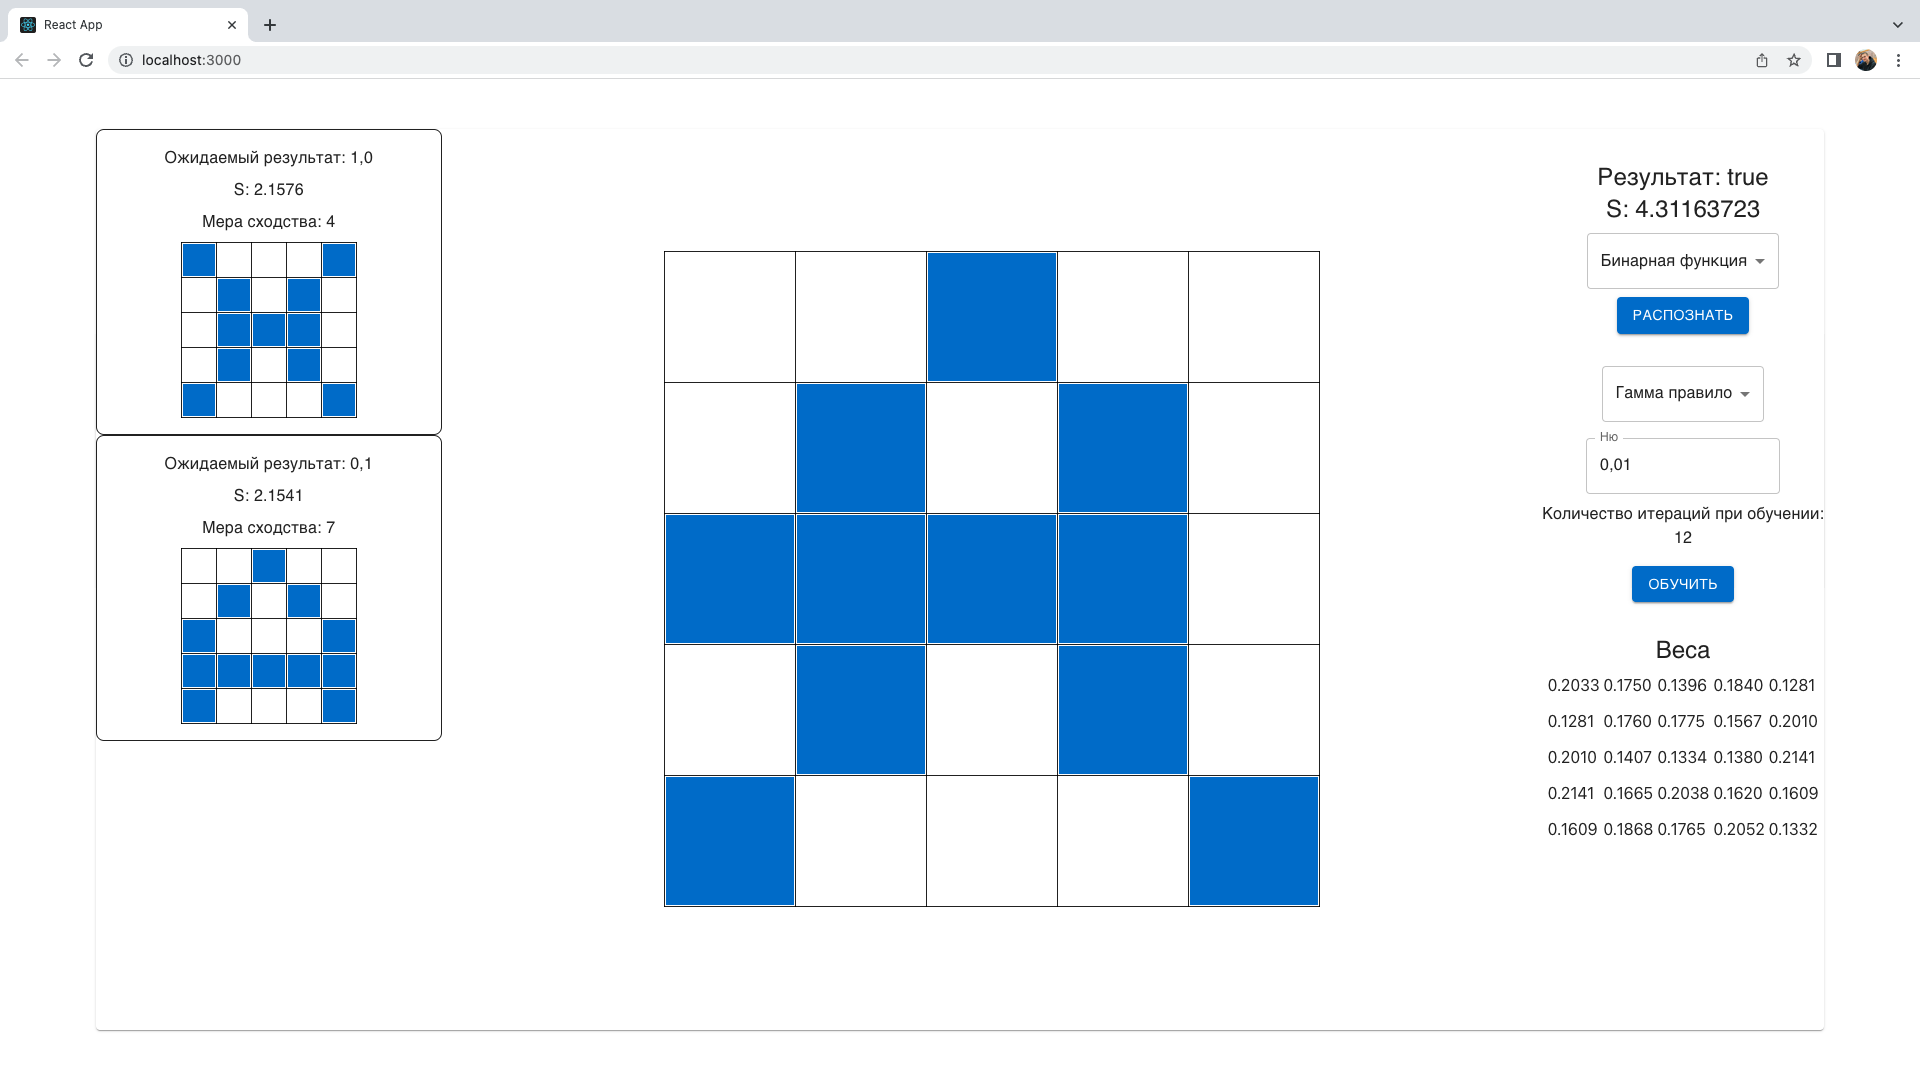 React App
localhost:3000
Ожидаемый результат: 1,0
S: 2.1576
Мера сходства: 4
Ожидаемый результат: 0,1
S: 2.1541
Мера сходства: 7
Результат: true
S: 4.31163723
Бинарная функция
РАСПОЗНАТЬ
Гамма правило
Ню
0,01
Количество итераций при обучении:
12
ОБУЧИТЬ
Веса
0.2033 0.1750 0.1396 0.1840 0.1281
0.1281 0.1760 0.1775 0.1567 0.2010
0.2010 0.1407 0.1334 0.1380 0.2141
0.2141 0.1665 0.2038 0.1620 0.1609
0.1609 0.1868 0.1765 0.2052 0.1332